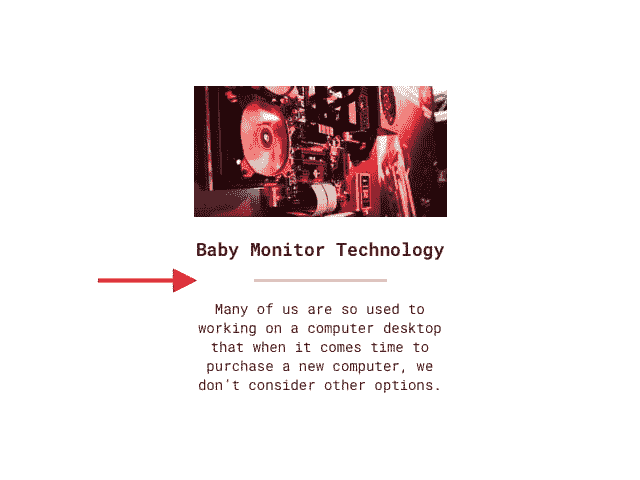 Baby Monitor Technology
Many of us are so used to
working on a computer desktop
that when it comes time to
purchase a new computer, we
don't consider other options.